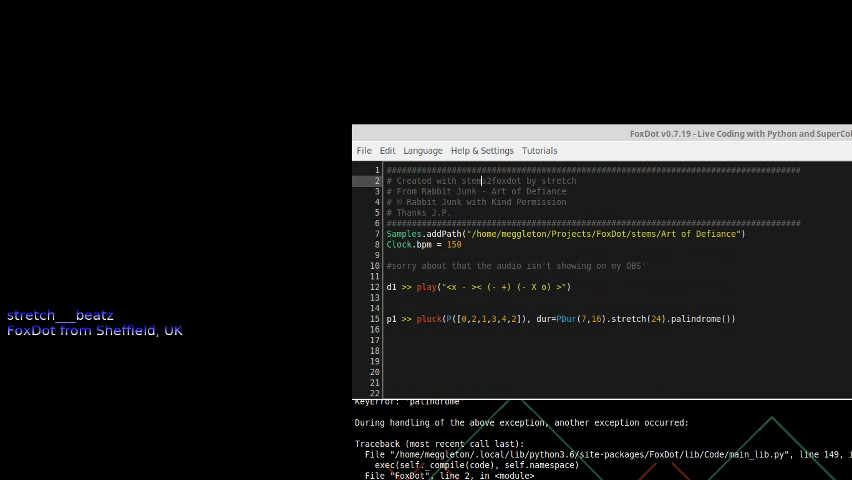 FoxDot v0.7.19 - Live Coding with Python and SuperCol
File Edit Language Help & Settings Tutorials
1 ##################################################################################
2 # Created with stems2foxdot by stretch
3 # From Rabbit Junk - Art of Defiance
4 # © Rabbit Junk with Kind Permission
5 # Thanks J.P.
6 ##################################################################################
7 Samples.addPath("/home/meggleton/Projects/FoxDot/stems/Art of Defiance")
8 Clock.bpm = 150
9
10 #sorry about that the audio isn't showing on my OBS'
11
12 d1 >> play("<x - >< (- +) (- X o) >")
13
14
15 p1 >> pluck(P([0,2,1,3,4,2]), dur=PDur(7,16).stretch(24).palindrome())
16
17
18
19
20
21
22
stretch___beatz
FoxDot from Sheffield, UK
KeyError: 'palindrome'
During handling of the above exception, another exception occurred:
Traceback (most recent call last):
File "/home/meggleton/.local/lib/python3.6/site-packages/FoxDot/lib/Code/main_lib.py", line 149, i
exec(self._compile(code), self.namespace)
File "FoxDot", line 2, in <module>